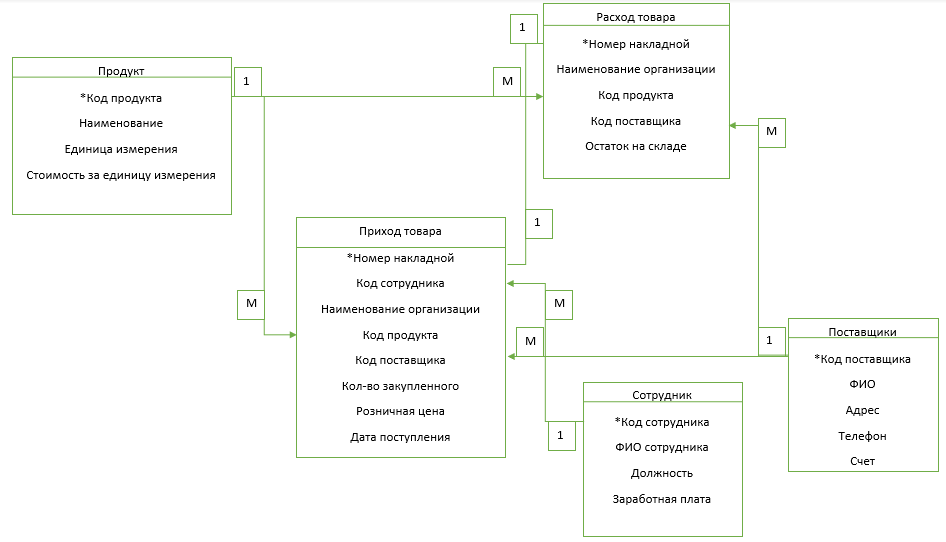 Продукт
*Код продукта
Наименование
Единица измерения
Стоимость за единицу измерения
1
М
1
Расход товара
*Номер накладной
Наименование организации
Код продукта
Код поставщика
Остаток на складе
М
1
М
Приход товара
*Номер накладной
Код сотрудника
Наименование организации
Код продукта
Код поставщика
Кол-во закупленного
Розничная цена
Дата поступления
М
М
1
1
Сотрудник
*Код сотрудника
ФИО сотрудника
Должность
Заработная плата
Поставщики
*Код поставщика
ФИО
Адрес
Телефон
Счет